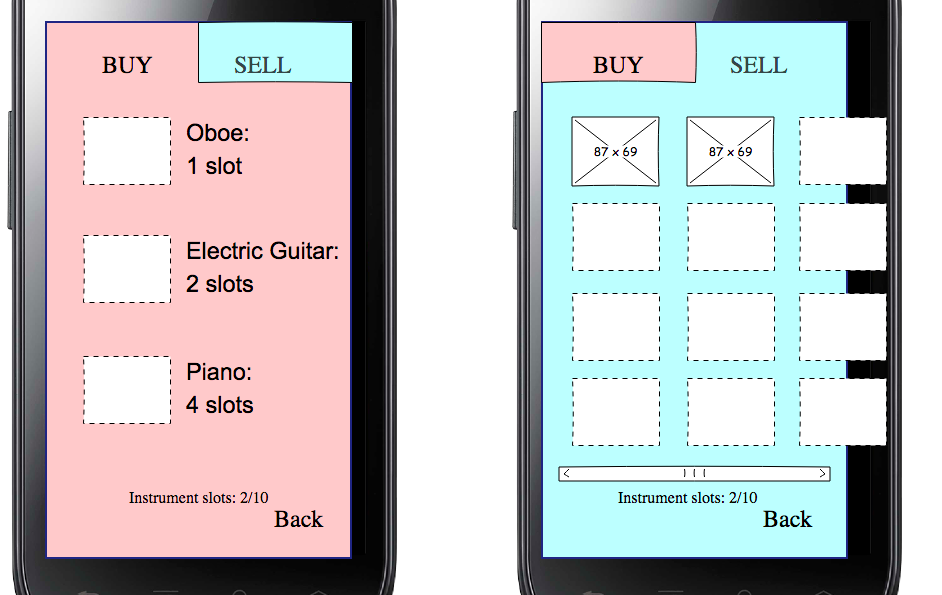 BUY SELL
Oboe:
1 slot
Electric Guitar:
2 slots
Piano:
4 slots
Instrument slots: 2/10
Back
BUY SELL
87 x 69 87 x 69
Instrument slots: 2/10
Back